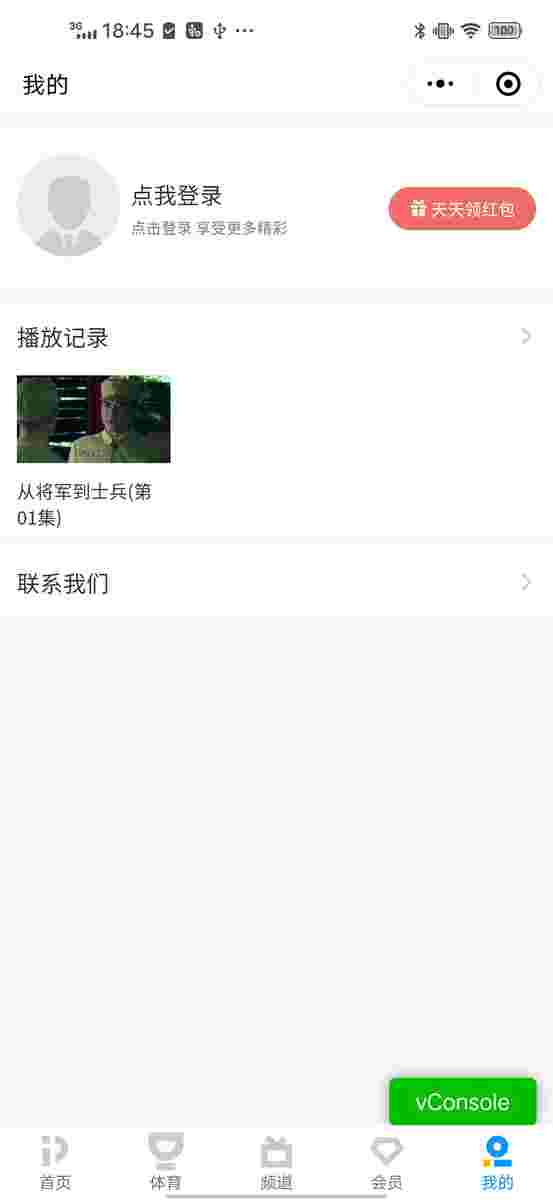 3G 18:45 100
我的
点我登录
点击登录 享受更多精彩
天天领红包
播放记录
从将军到士兵(第
01集)
联系我们
vConsole
首页 体育 频道 会员 我的